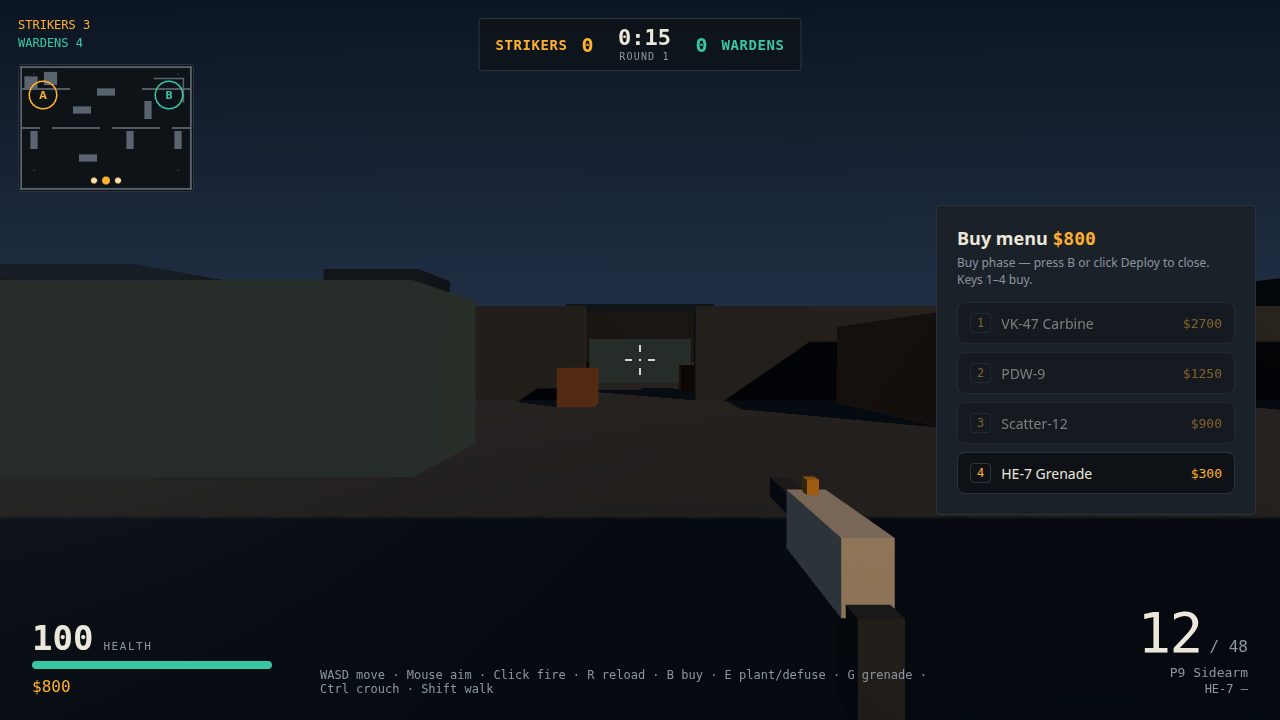 STRIKERS 3
WARDENS 4
A
B
STRIKERS 0 0:15 0 WARDENS
ROUND 1
Buy menu $800
Buy phase — press B or click Deploy to close.
Keys 1–4 buy.
1 VK-47 Carbine $2700
2 PDW-9 $1250
3 Scatter-12 $900
4 HE-7 Grenade $300
100 HEALTH
$800
WASD move · Mouse aim · Click fire · R reload · B buy · E plant/defuse · G grenade ·
Ctrl crouch · Shift walk
12 / 48
P9 Sidearm
HE-7 —